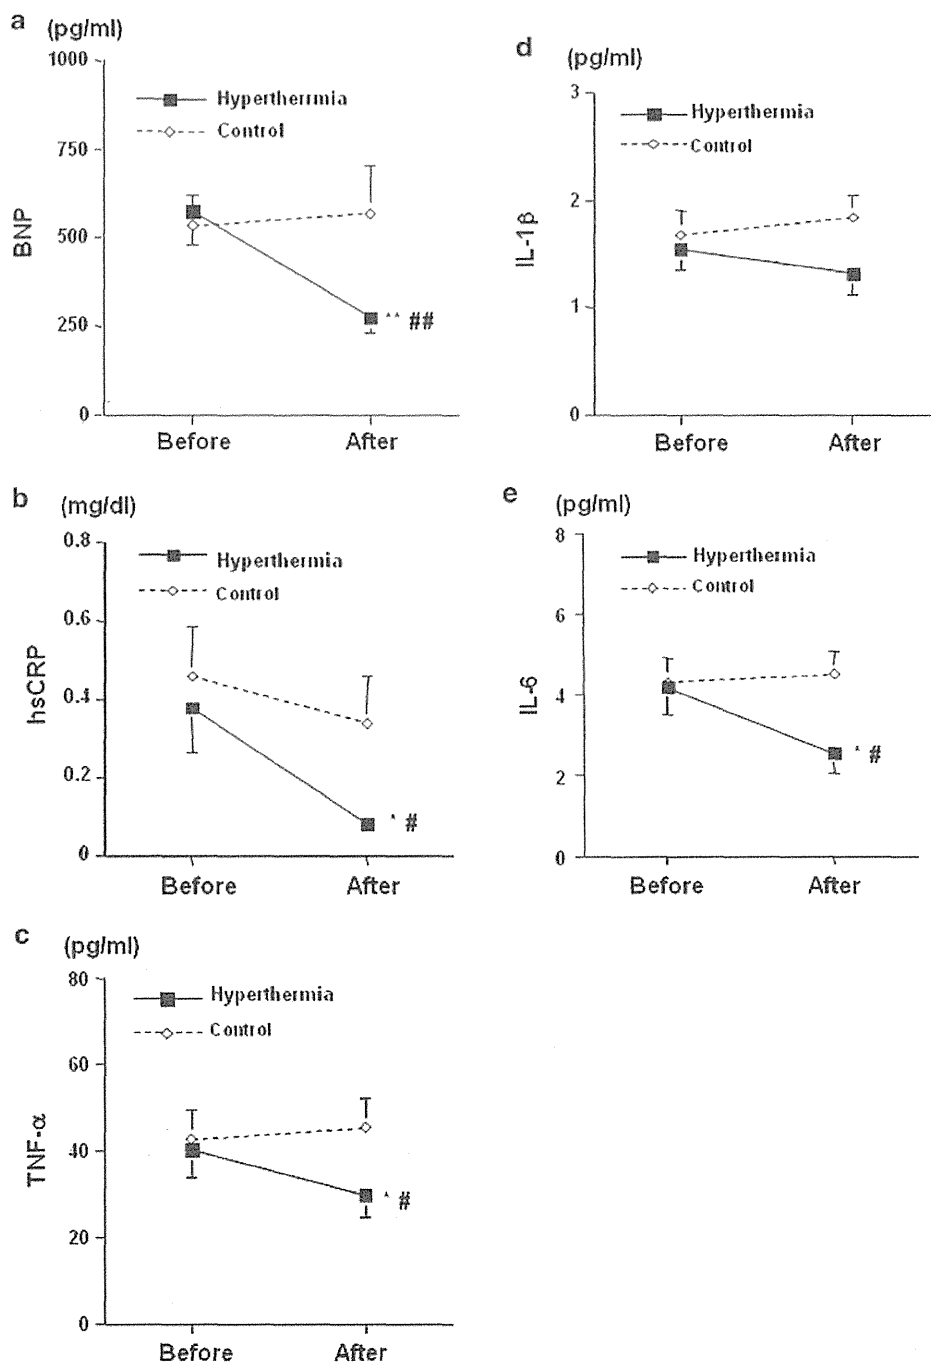 a
(pg/ml)
1000
750
500
250
0
BNP
Hyperthermia
Control
** ##
Before After
b
(mg/dl)
0.8
0.6
0.4
0.2
0
hsCRP
Hyperthermia
Control
* #
Before After
c
(pg/ml)
80
60
40
20
0
TNF-α
Hyperthermia
Control
* #
Before After
d
(pg/ml)
3
2
1
0
IL-1β
Hyperthermia
Control
Before After
e
(pg/ml)
8
6
4
2
0
IL-6
Hyperthermia
Control
* #
Before After